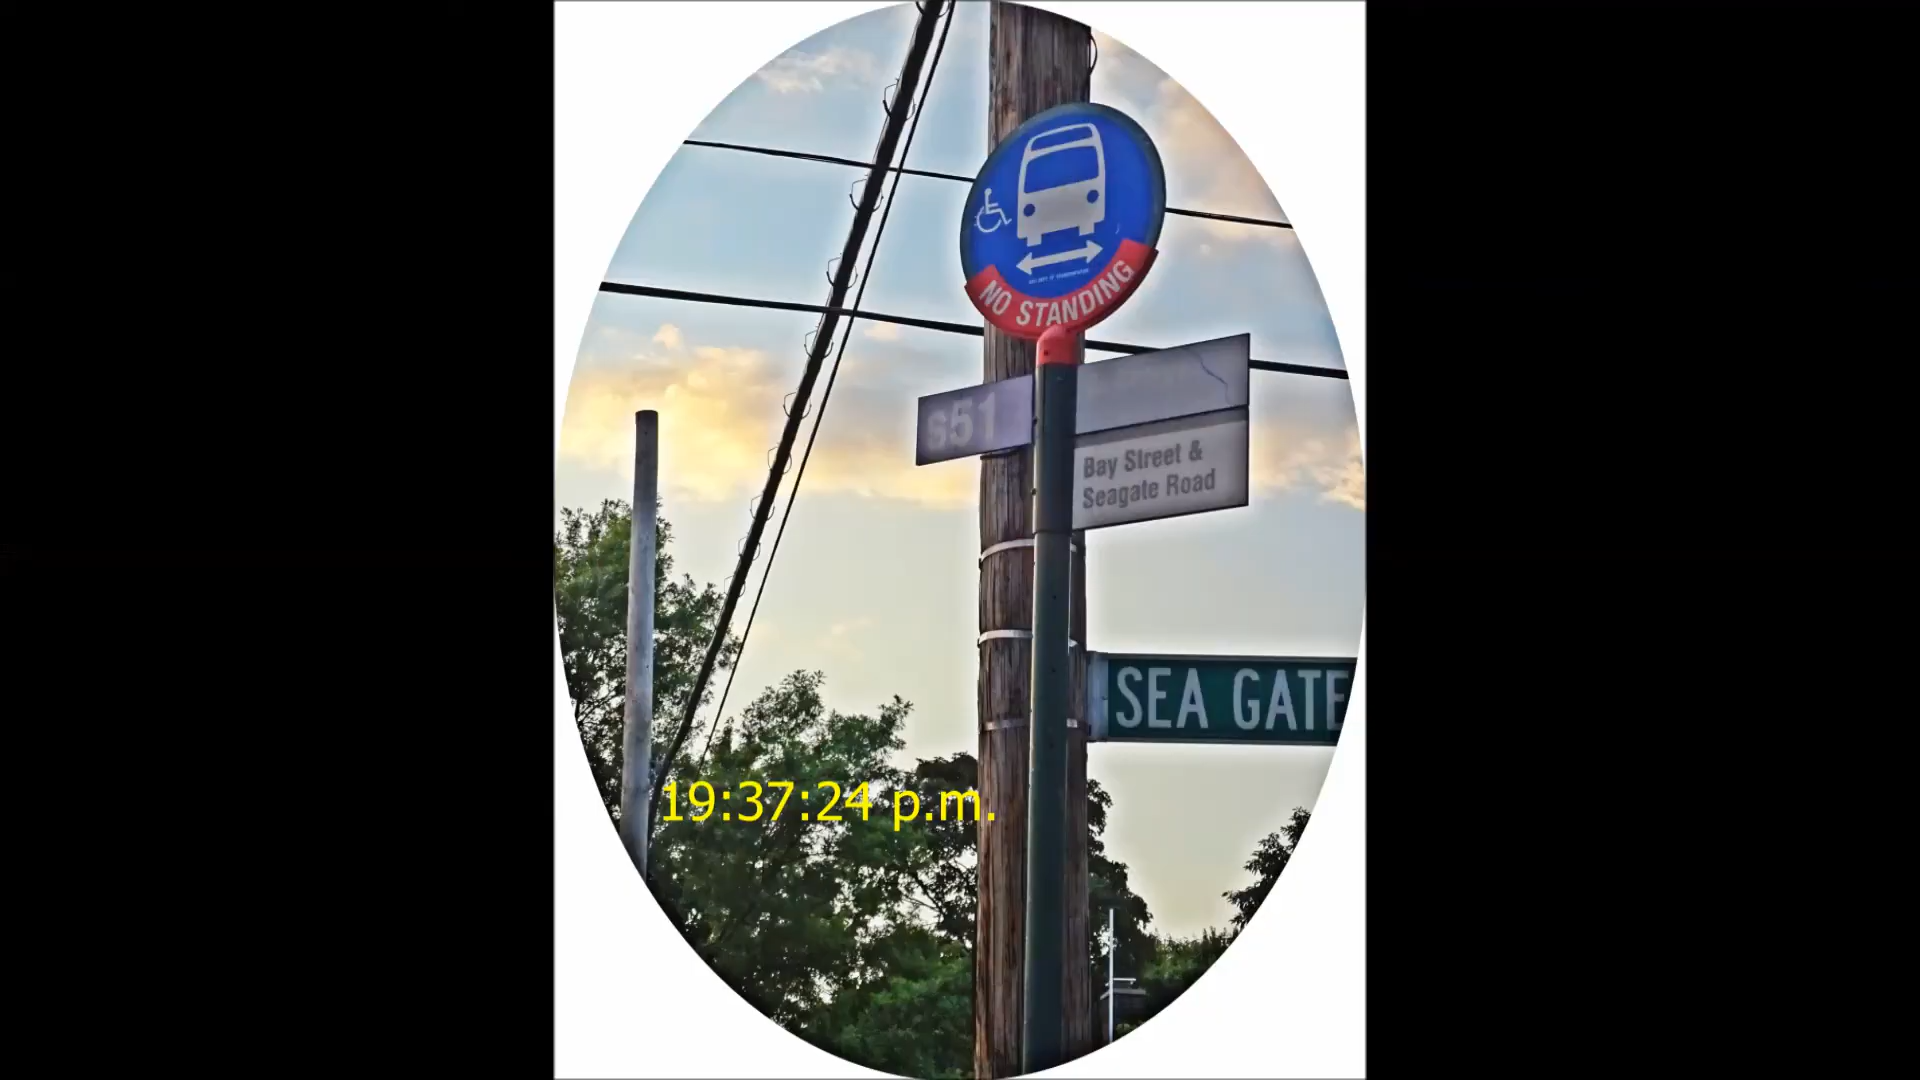 NO STANDING
S51
Bay Street &
Seagate Road
SEA GATE
19:37:24 p.m.